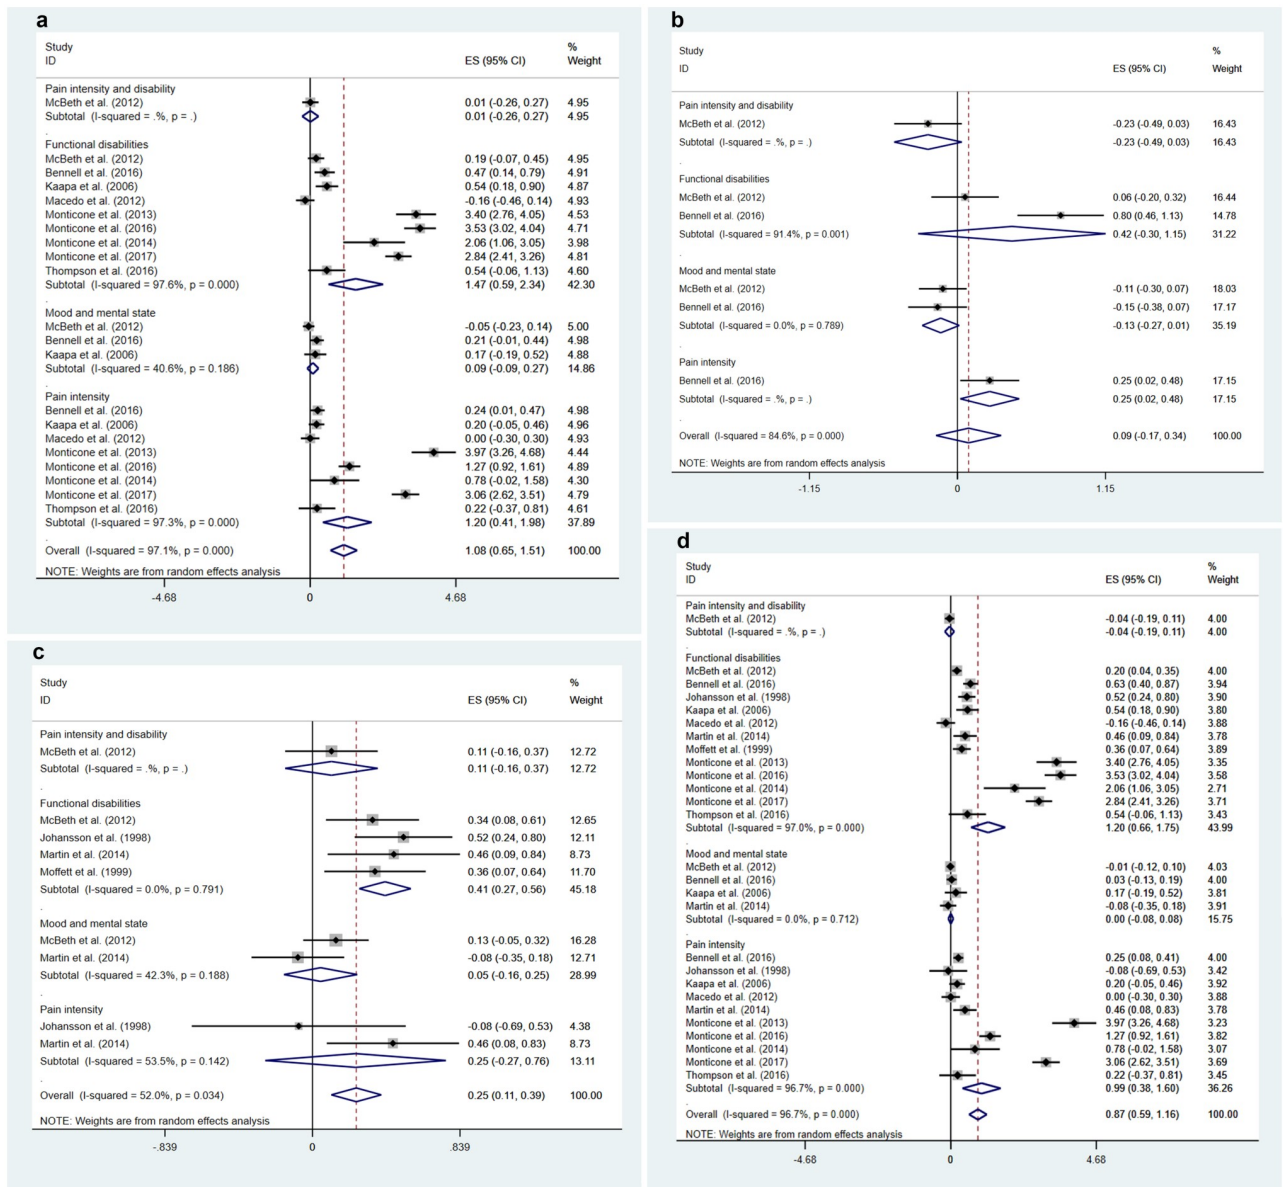 a
Study %
ID ES (95% CI) Weight
Pain intensity and disability
McBeth et al. (2012) 0.01 (-0.26, 0.27) 4.95
Subtotal (I-squared = .%, p = .) 0.01 (-0.26, 0.27) 4.95
.
Functional disabilities
McBeth et al. (2012) 0.19 (-0.07, 0.45) 4.95
Bennell et al. (2016) 0.47 (0.14, 0.79) 4.91
Kaapa et al. (2006) 0.54 (0.18, 0.90) 4.87
Macedo et al. (2012) -0.16 (-0.46, 0.14) 4.93
Monticone et al. (2013) 3.40 (2.76, 4.05) 4.53
Monticone et al. (2016) 3.53 (3.02, 4.04) 4.71
Monticone et al. (2014) 2.06 (1.06, 3.05) 3.98
Monticone et al. (2017) 2.84 (2.41, 3.26) 4.81
Thompson et al. (2016) 0.54 (-0.06, 1.13) 4.60
Subtotal (I-squared = 97.6%, p = 0.000) 1.47 (0.59, 2.34) 42.30
.
Mood and mental state
McBeth et al. (2012) -0.05 (-0.23, 0.14) 5.00
Bennell et al. (2016) 0.21 (-0.01, 0.44) 4.98
Kaapa et al. (2006) 0.17 (-0.19, 0.52) 4.88
Subtotal (I-squared = 40.6%, p = 0.186) 0.09 (-0.09, 0.27) 14.86
.
Pain intensity
Bennell et al. (2016) 0.24 (0.01, 0.47) 4.98
Kaapa et al. (2006) 0.20 (-0.05, 0.46) 4.96
Macedo et al. (2012) 0.00 (-0.30, 0.30) 4.93
Monticone et al. (2013) 3.97 (3.26, 4.68) 4.44
Monticone et al. (2016) 1.27 (0.92, 1.61) 4.89
Monticone et al. (2014) 0.78 (-0.02, 1.58) 4.30
Monticone et al. (2017) 3.06 (2.62, 3.51) 4.79
Thompson et al. (2016) 0.22 (-0.37, 0.81) 4.61
Subtotal (I-squared = 97.3%, p = 0.000) 1.20 (0.41, 1.98) 37.89
.
Overall (I-squared = 97.1%, p = 0.000) 1.08 (0.65, 1.51) 100.00
NOTE: Weights are from random effects analysis
-4.68 0 4.68
b
Study %
ID ES (95% CI) Weight
Pain intensity and disability
McBeth et al. (2012) -0.23 (-0.49, 0.03) 16.43
Subtotal (I-squared = .%, p = .) -0.23 (-0.49, 0.03) 16.43
.
Functional disabilities
McBeth et al. (2012) 0.06 (-0.20, 0.32) 16.44
Bennell et al. (2016) 0.80 (0.46, 1.13) 14.78
Subtotal (I-squared = 91.4%, p = 0.001) 0.42 (-0.30, 1.15) 31.22
.
Mood and mental state
McBeth et al. (2012) -0.11 (-0.30, 0.07) 18.03
Bennell et al. (2016) -0.15 (-0.38, 0.07) 17.17
Subtotal (I-squared = 0.0%, p = 0.789) -0.13 (-0.27, 0.01) 35.19
.
Pain intensity
Bennell et al. (2016) 0.25 (0.02, 0.48) 17.15
Subtotal (I-squared = .%, p = .) 0.25 (0.02, 0.48) 17.15
.
Overall (I-squared = 84.6%, p = 0.000) 0.09 (-0.17, 0.34) 100.00
NOTE: Weights are from random effects analysis
-1.15 0 1.15
c
Study %
ID ES (95% CI) Weight
Pain intensity and disability
McBeth et al. (2012) 0.11 (-0.16, 0.37) 12.72
Subtotal (I-squared = .%, p = .) 0.11 (-0.16, 0.37) 12.72
.
Functional disabilities
McBeth et al. (2012) 0.34 (0.08, 0.61) 12.65
Johansson et al. (1998) 0.52 (0.24, 0.80) 12.11
Martin et al. (2014) 0.46 (0.09, 0.84) 8.73
Moffett et al. (1999) 0.36 (0.07, 0.64) 11.70
Subtotal (I-squared = 0.0%, p = 0.791) 0.41 (0.27, 0.56) 45.18
.
Mood and mental state
McBeth et al. (2012) 0.13 (-0.05, 0.32) 16.28
Martin et al. (2014) -0.08 (-0.35, 0.18) 12.71
Subtotal (I-squared = 42.3%, p = 0.188) 0.05 (-0.16, 0.25) 28.99
.
Pain intensity
Johansson et al. (1998) -0.08 (-0.69, 0.53) 4.38
Martin et al. (2014) 0.46 (0.08, 0.83) 8.73
Subtotal (I-squared = 53.5%, p = 0.142) 0.25 (-0.27, 0.76) 13.11
.
Overall (I-squared = 52.0%, p = 0.034) 0.25 (0.11, 0.39) 100.00
NOTE: Weights are from random effects analysis
-.839 0 .839
d
Study %
ID ES (95% CI) Weight
Pain intensity and disability
McBeth et al. (2012) -0.04 (-0.19, 0.11) 4.00
Subtotal (I-squared = .%, p = .) -0.04 (-0.19, 0.11) 4.00
.
Functional disabilities
McBeth et al. (2012) 0.20 (0.04, 0.35) 4.00
Bennell et al. (2016) 0.63 (0.40, 0.87) 3.94
Johansson et al. (1998) 0.52 (0.24, 0.80) 3.90
Kaapa et al. (2006) 0.54 (0.18, 0.90) 3.80
Macedo et al. (2012) -0.16 (-0.46, 0.14) 3.88
Martin et al. (2014) 0.46 (0.09, 0.84) 3.78
Moffett et al. (1999) 0.36 (0.07, 0.64) 3.89
Monticone et al. (2013) 3.40 (2.76, 4.05) 3.35
Monticone et al. (2016) 3.53 (3.02, 4.04) 3.58
Monticone et al. (2014) 2.06 (1.06, 3.05) 2.71
Monticone et al. (2017) 2.84 (2.41, 3.26) 3.71
Thompson et al. (2016) 0.54 (-0.06, 1.13) 3.43
Subtotal (I-squared = 97.0%, p = 0.000) 1.20 (0.66, 1.75) 43.99
.
Mood and mental state
McBeth et al. (2012) -0.01 (-0.12, 0.10) 4.03
Bennell et al. (2016) 0.03 (-0.13, 0.19) 4.00
Kaapa et al. (2006) 0.17 (-0.19, 0.52) 3.81
Martin et al. (2014) -0.08 (-0.35, 0.18) 3.91
Subtotal (I-squared = 0.0%, p = 0.712) 0.00 (-0.08, 0.08) 15.75
.
Pain intensity
Bennell et al. (2016) 0.25 (0.08, 0.41) 4.00
Johansson et al. (1998) -0.08 (-0.69, 0.53) 3.42
Kaapa et al. (2006) 0.20 (-0.05, 0.46) 3.92
Macedo et al. (2012) 0.00 (-0.30, 0.30) 3.88
Martin et al. (2014) 0.46 (0.08, 0.83) 3.78
Monticone et al. (2013) 3.97 (3.26, 4.68) 3.23
Monticone et al. (2016) 1.27 (0.92, 1.61) 3.82
Monticone et al. (2014) 0.78 (-0.02, 1.58) 3.07
Monticone et al. (2017) 3.06 (2.62, 3.51) 3.69
Thompson et al. (2016) 0.22 (-0.37, 0.81) 3.45
Subtotal (I-squared = 96.7%, p = 0.000) 0.99 (0.38, 1.60) 36.26
.
Overall (I-squared = 96.7%, p = 0.000) 0.87 (0.59, 1.16) 100.00
NOTE: Weights are from random effects analysis
-4.68 0 4.68